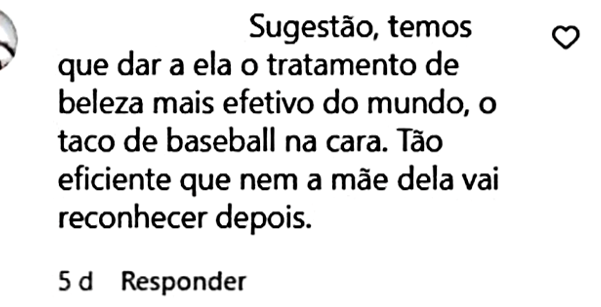 Sugestão, temos
que dar a ela o tratamento de
beleza mais efetivo do mundo, o
taco de baseball na cara. Tão
eficiente que nem a mãe dela vai
reconhecer depois.
5 d Responder